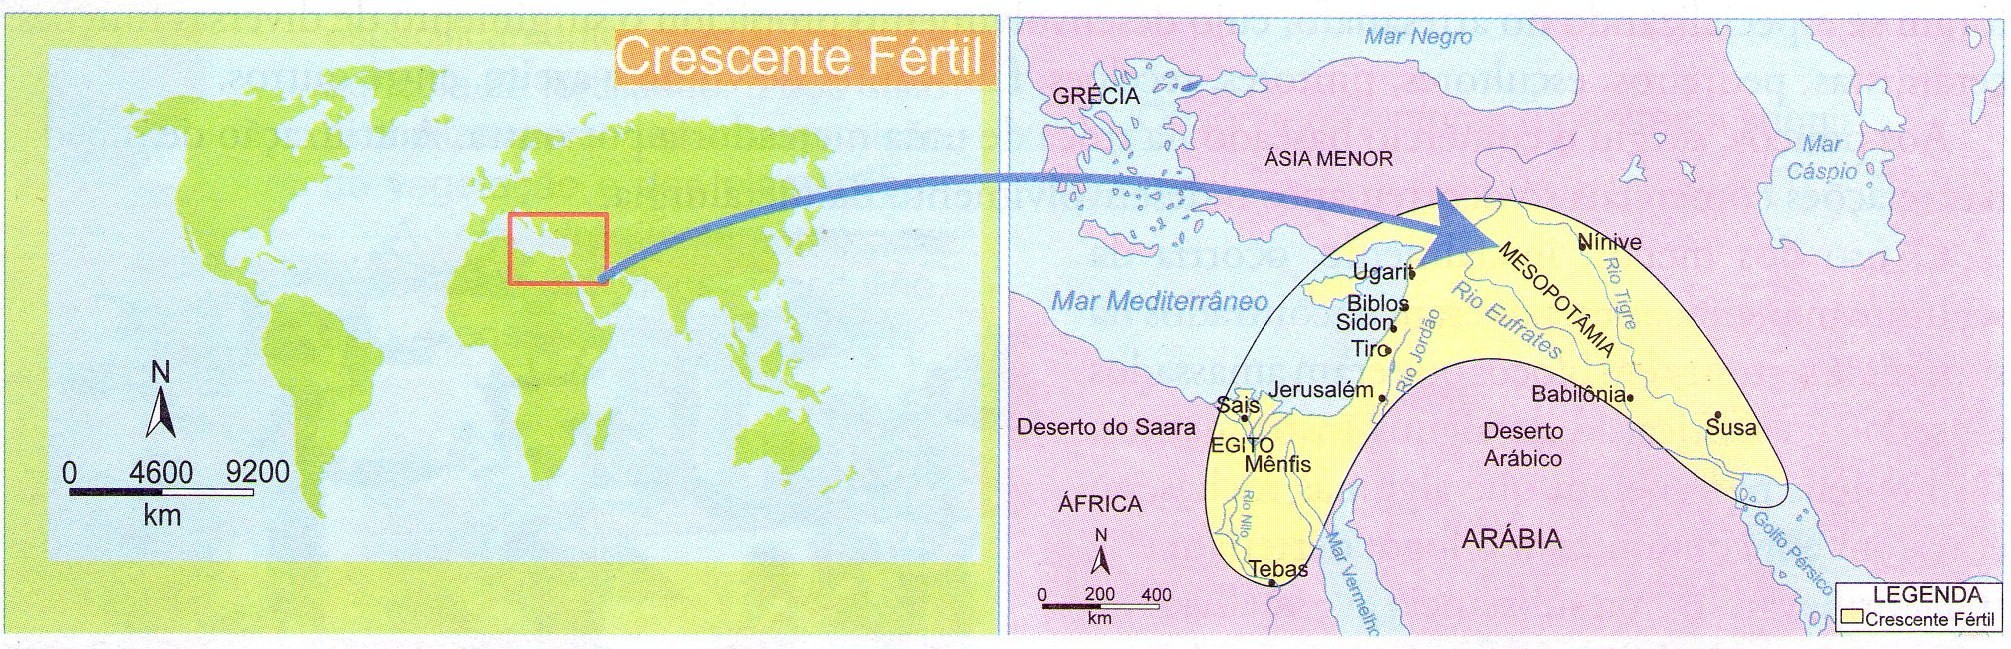 Crescente Fértil
N
0 4600 9200
km
Mar Negro
GRÉCIA
ÁSIA MENOR
Mar
Cáspio
Nínive
MESOPOTÂMIA
Rio Tigre
Ugarit
Mar Mediterrâneo
Biblos
Rio Eufrates
Sidon
Tiro
Rio Jordão
Jerusalém
Babilônia
Sais
Deserto do Saara
Susa
Deserto
Arábico
EGITO
Mênfis
ÁFRICA
Rio Nilo
N
Golfo Pérsico
ARÁBIA
Mar Vermelho
Tebas
0 200 400
km
LEGENDA
Crescente Fértil